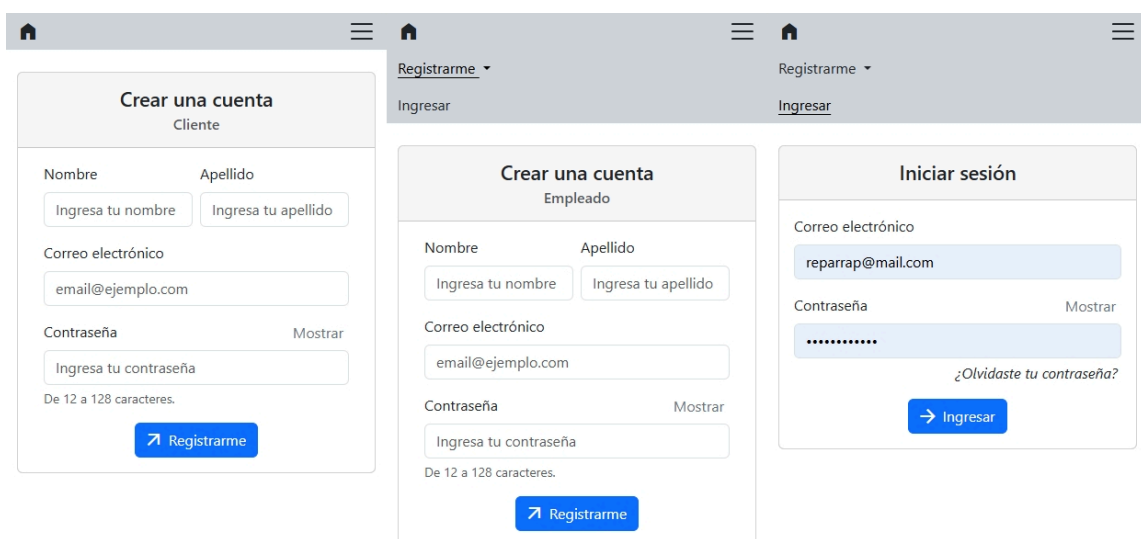 Crear una cuenta
Cliente
Nombre Apellido
Ingresa tu nombre Ingresa tu apellido
Correo electrónico
email@ejemplo.com
Contraseña Mostrar
Ingresa tu contraseña
De 12 a 128 caracteres.
Registrarme
Registrarme
Ingresar
Crear una cuenta
Empleado
Nombre Apellido
Ingresa tu nombre Ingresa tu apellido
Correo electrónico
email@ejemplo.com
Contraseña Mostrar
Ingresa tu contraseña
De 12 a 128 caracteres.
Registrarme
Registrarme
Ingresar
Iniciar sesión
Correo electrónico
reparrap@mail.com
Contraseña Mostrar
••••••••••••
¿Olvidaste tu contraseña?
Ingresar